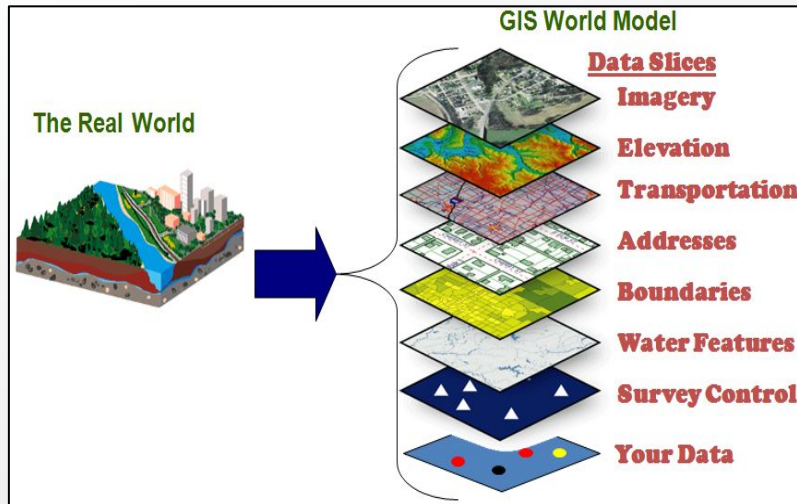 GIS World Model
The Real World
Data Slices
Imagery
Elevation
Transportation
Addresses
Boundaries
Water Features
Survey Control
Your Data